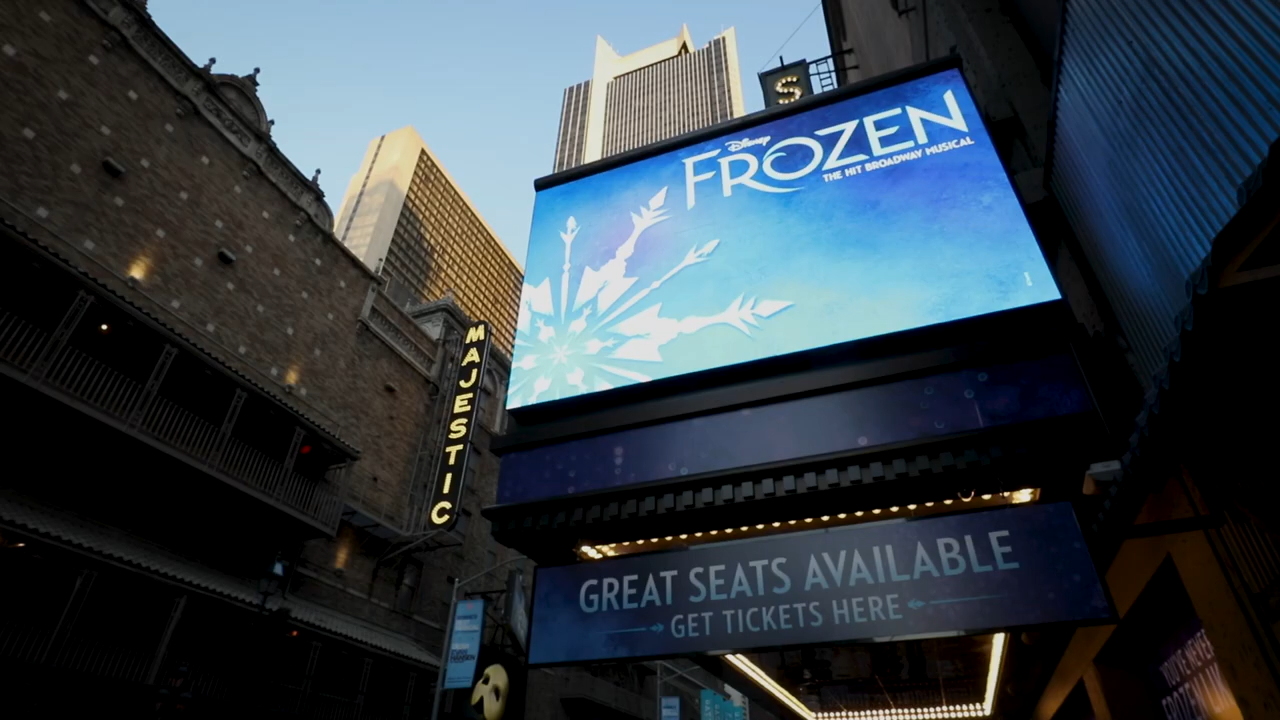 S
Disney
FROZEN
THE HIT BROADWAY MUSICAL
MAJESTIC
GREAT SEATS AVAILABLE
GET TICKETS HERE